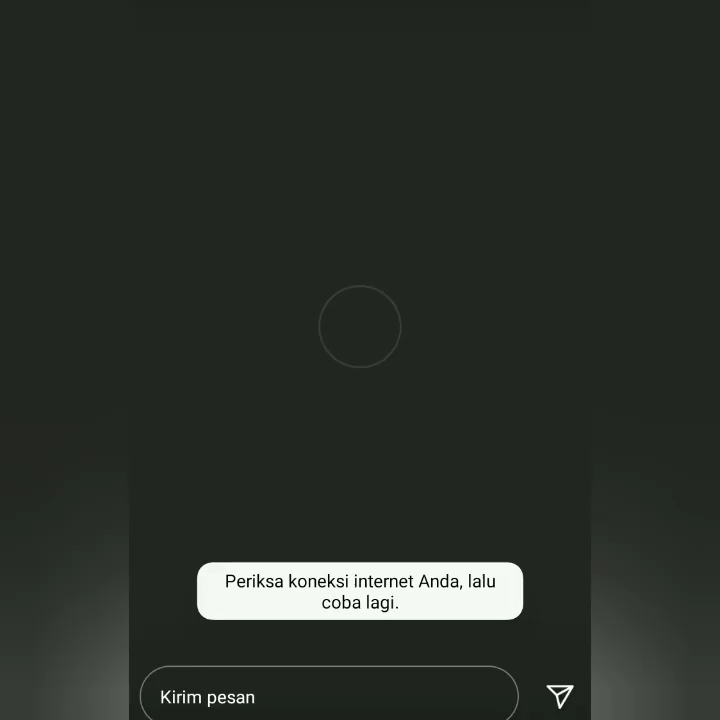 Periksa koneksi internet Anda, lalu
coba lagi.
Kirim pesan